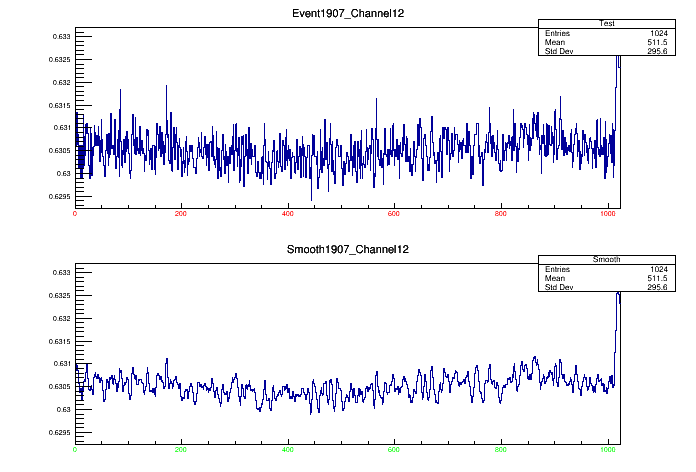 Event1907_Channel12
Test
Entries 1024
Mean 511.5
Std Dev 295.6
0.633
0.6325
0.632
0.6315
0.631
0.6305
0.63
0.6295
0 200 400 600 800 1000
Smooth1907_Channel12
Smooth
Entries 1024
Mean 511.5
Std Dev 295.6
0.633
0.6325
0.632
0.6315
0.631
0.6305
0.63
0.6295
0 200 400 600 800 1000